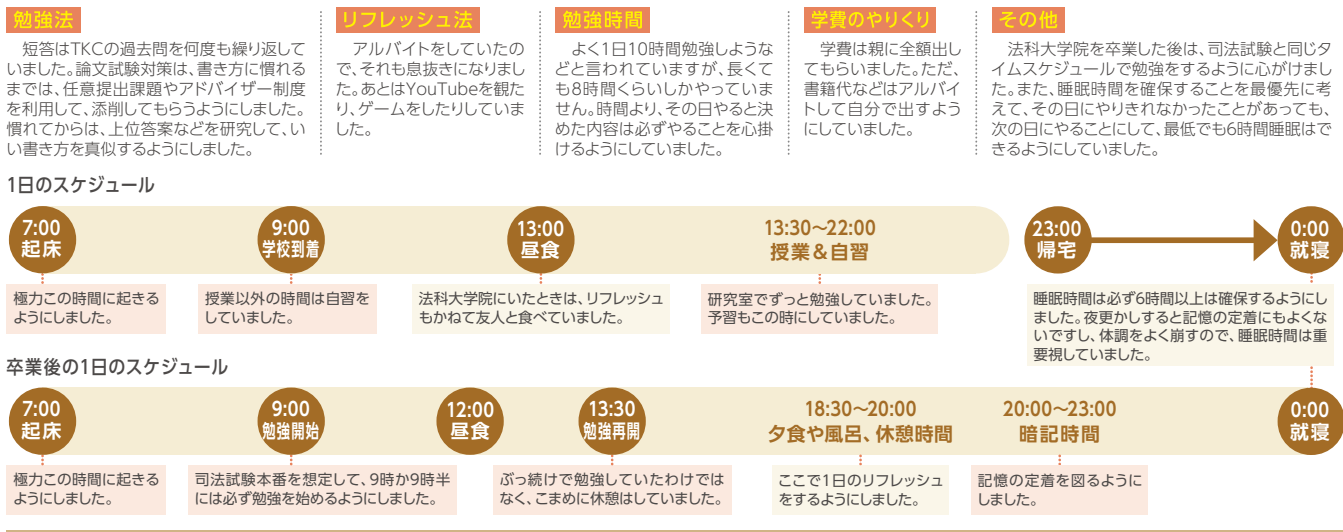 勉強法
短答はTKCの過去問を何度も繰り返して
いました。論文試験対策は、書き方に慣れる
までは、任意提出課題やアドバイザー制度
を利用して、添削してもらうようにしました。
慣れてからは、上位答案などを研究して、い
い書き方を真似するようにしました。
リフレッシュ法
アルバイトをしていたの
で、それも息抜きになりまし
た。あとはYouTubeを観た
り、ゲームをしたりしていま
した。
勉強時間
よく1日10時間勉強しような
どと言われていますが、長くて
も8時間くらいしかやっていま
せん。時間より、その日やると決
めた内容は必ずやることを心掛
けるようにしていました。
学費のやりくり
学費は親に全額出し
てもらいました。ただ、
書籍代などはアルバイ
トして自分で出すよう
にしていました。
その他
法科大学院を卒業した後は、司法試験と同じタ
イムスケジュールで勉強をするように心がけまし
た。また、睡眠時間を確保することを最優先に考
えて、その日にやりきれなかったことがあっても、
次の日にやることにして、最低でも6時間睡眠はで
きるようにしていました。
1日のスケジュール
7:00
起床
9:00
学校到着
13:00
昼食
13:30～22:00
授業＆自習
23:00
帰宅
0:00
就寝
極力この時間に起きる
ようにしました。
授業以外の時間は自習を
していました。
法科大学院にいたときは、リフレッシュ
もかねて友人と食べていました。
研究室でずっと勉強していました。
予習もこの時にしていました。
睡眠時間は必ず6時間以上は確保するようにし
ました。夜更かしすると記憶の定着にもよくな
いですし、体調をよく崩すので、睡眠時間は重
要視していました。
卒業後の1日のスケジュール
7:00
起床
9:00
勉強開始
12:00
昼食
13:30
勉強再開
18:30～20:00
夕食や風呂、休憩時間
20:00～23:00
暗記時間
0:00
就寝
極力この時間に起きる
ようにしました。
司法試験本番を想定して、9時か9時半
には必ず勉強を始めるようにしました。
ぶっ続けで勉強していたわけでは
なく、こまめに休憩はしていました。
ここで1日のリフレッシュ
をするようにしました。
記憶の定着を図るように
しました。